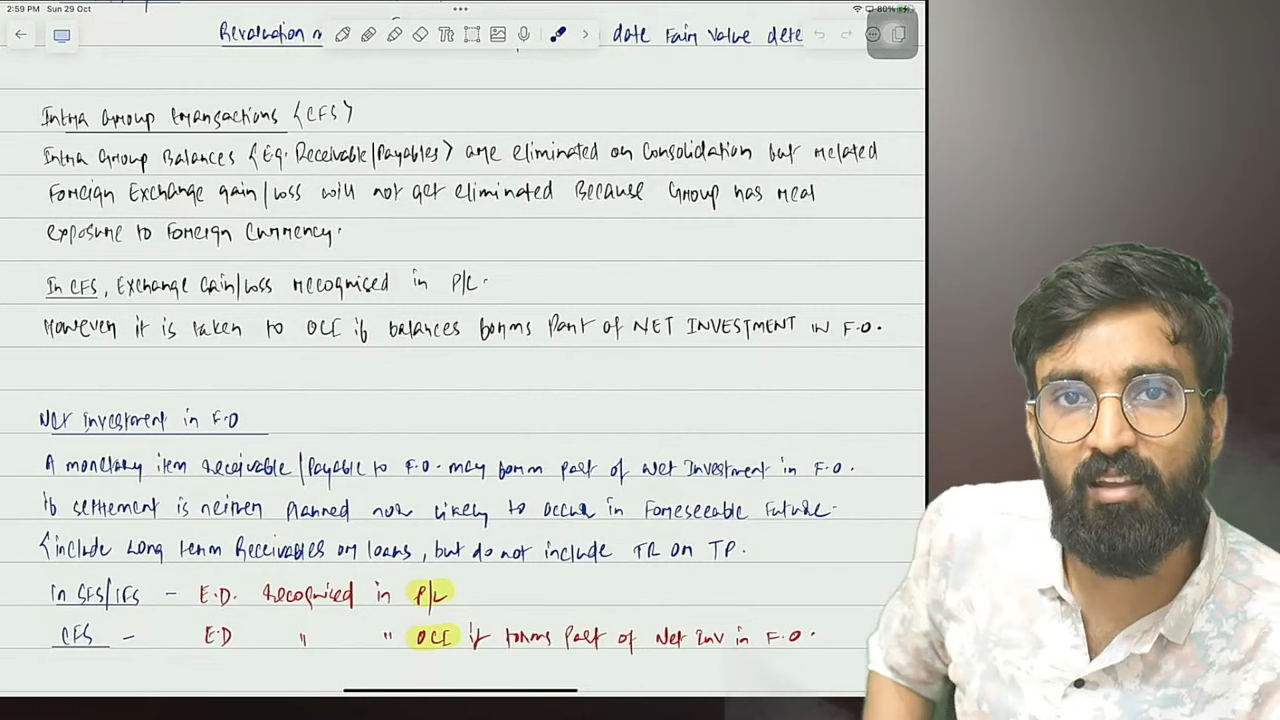 2:59 PM Sun 29 Oct
80%
Revaluation date Fair Value dete
Tt
Intra Group transactions {CFS}
Intra Group Balances {Eg. Receivable/Payables} are eliminated on Consolidation but related
Foreign Exchange gain/loss will not get eliminated Because Group has real
exposure to Foreign Currency.
In CFS, Exchange Gain/Loss recognised in P/L.
However it is taken to OCI if balances forms Part of NET INVESTMENT IN F.O.
Net Investment in F.O
A monetary item receivable/Payable to F.O. may form part of Net Investment in F.O.
if settlement is neither planned nor likely to occur in Foreseeable Future.
{include Long term Receivables or loans, but do not include TR or TP.
In SFS/IFS - E.D. recognised in P/L
CFS - E.D " " OCI if forms Part of Net Inv in F.O.